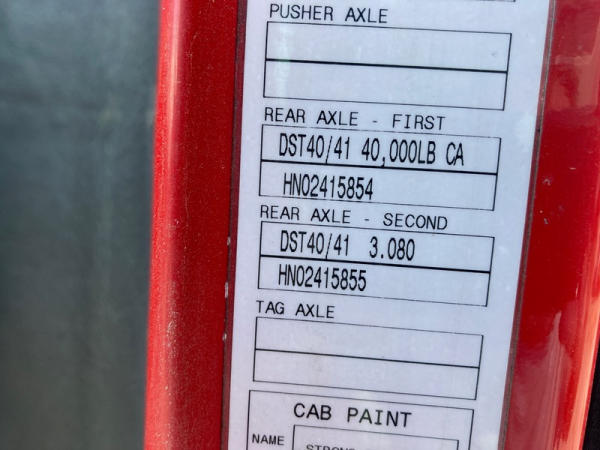 PUSHER AXLE
REAR AXLE - FIRST
DST40/41 40,000LB CA
HN02415854
REAR AXLE - SECOND
DST40/41 3.080
HN02415855
TAG AXLE
CAB PAINT
NAME